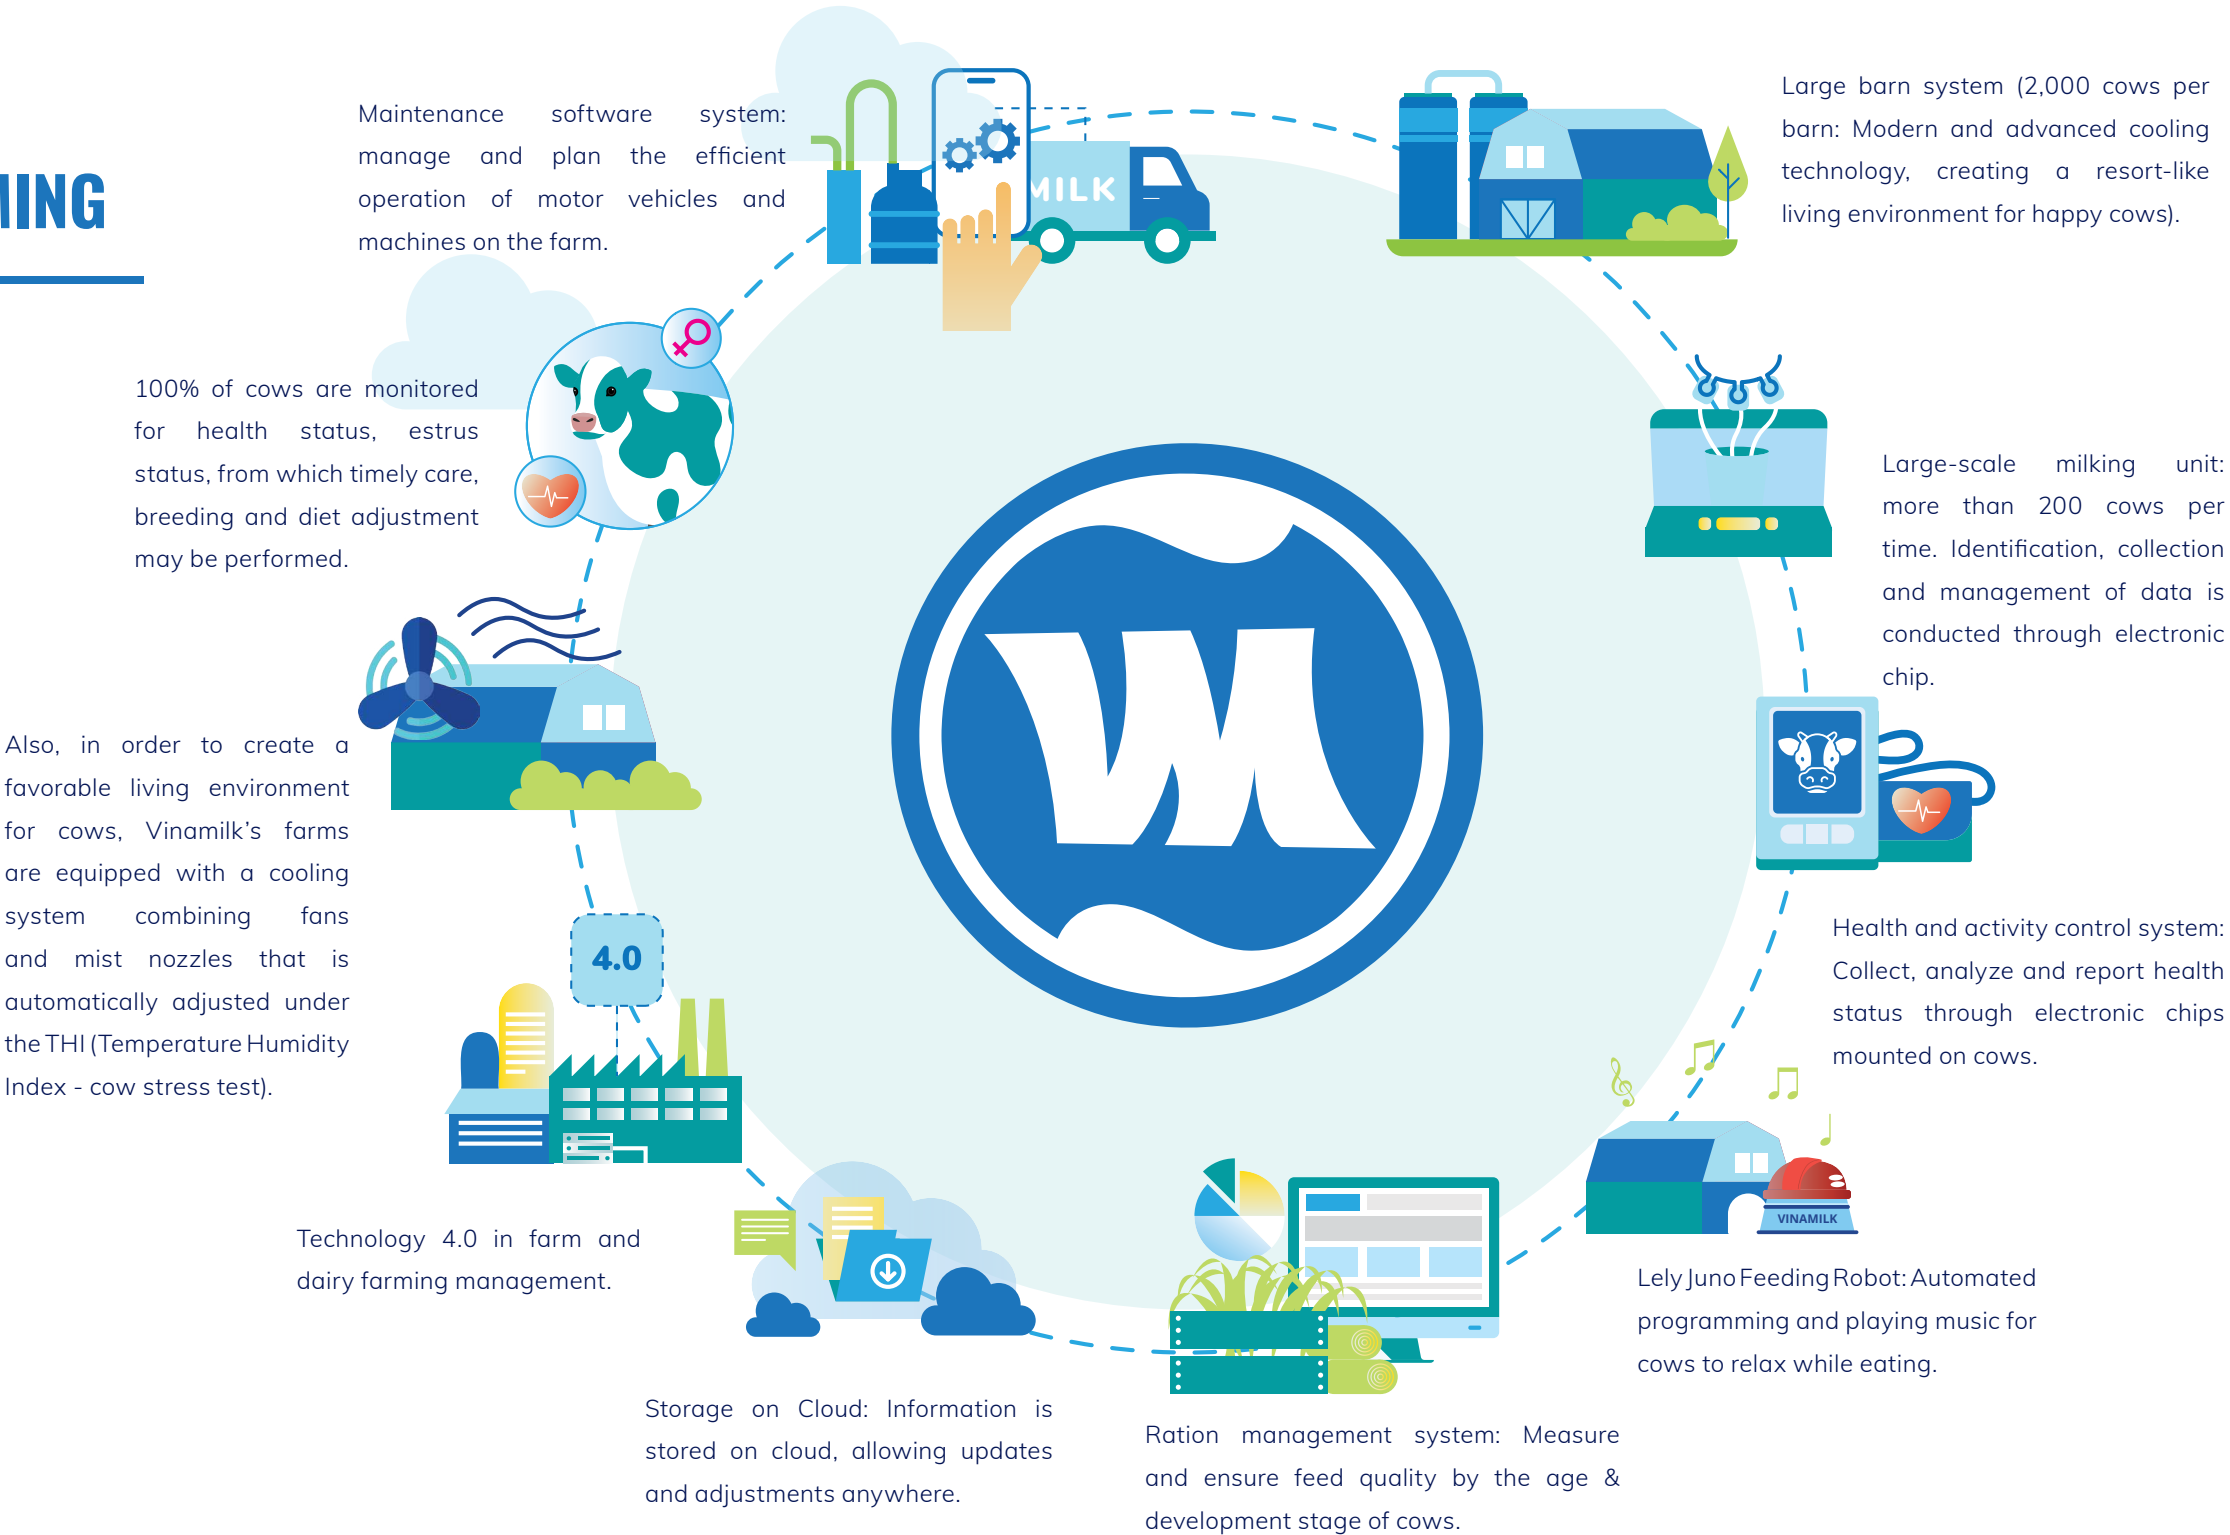 MING
Maintenance software system:
manage and plan the efficient
operation of motor vehicles and
machines on the farm.
MILK
Large barn system (2,000 cows per
barn: Modern and advanced cooling
technology, creating a resort-like
living environment for happy cows).
100% of cows are monitored
for health status, estrus
status, from which timely care,
breeding and diet adjustment
may be performed.
Large-scale milking unit:
more than 200 cows per
time. Identification, collection
and management of data is
conducted through electronic
chip.
Also, in order to create a
favorable living environment
for cows, Vinamilk’s farms
are equipped with a cooling
system combining fans
and mist nozzles that is
automatically adjusted under
the THI (Temperature Humidity
Index - cow stress test).
Health and activity control system:
Collect, analyze and report health
status through electronic chips
mounted on cows.
4.0
VINAMILK
Technology 4.0 in farm and
dairy farming management.
Lely Juno Feeding Robot: Automated
programming and playing music for
cows to relax while eating.
Storage on Cloud: Information is
stored on cloud, allowing updates
and adjustments anywhere.
Ration management system: Measure
and ensure feed quality by the age &
development stage of cows.